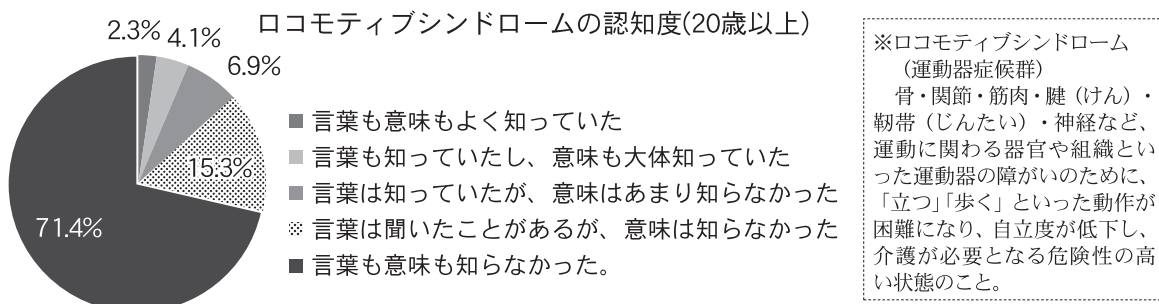 ロコモティブシンドロームの認知度(20歳以上)
2.3%
4.1%
6.9%
15.3%
71.4%
言葉も意味もよく知っていた
言葉も知っていたし、意味も大体知っていた
言葉は知っていたが、意味はあまり知らなかった
言葉は聞いたことがあるが、意味は知らなかった
言葉も意味も知らなかった。
※ロコモティブシンドローム
(運動器症候群)
骨・関節・筋肉・腱(けん)・
靭帯(じんたい)・神経など、
運動に関わる器官や組織とい
った運動器の障がいのために、
「立つ」「歩く」といった動作が
困難になり、自立度が低下し、
介護が必要となる危険性の高
い状態のこと。